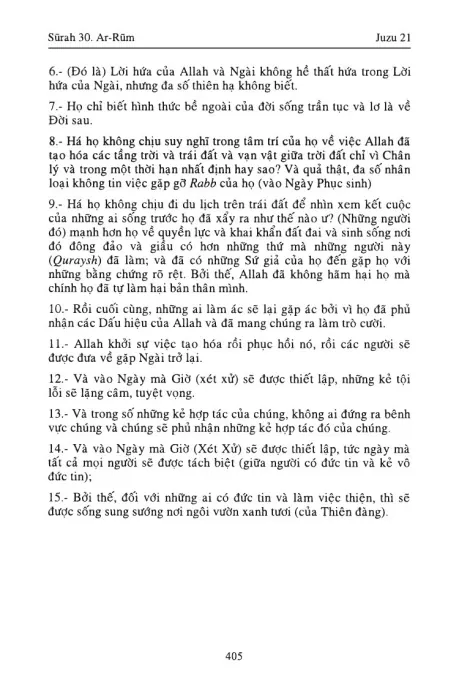 Sūrah 30. Ar-Rūm Juzu 21
6.- (Đó là) Lời hứa của Allah và Ngài không hề thất hứa trong Lời
hứa của Ngài, nhưng đa số thiên hạ không biết.
7.- Họ chỉ biết hình thức bề ngoài của đời sống trần tục và lơ là về
Đời sau.
8.- Há họ không chịu suy nghĩ trong tâm trí của họ về việc Allah đã
tạo hóa các tầng trời và trái đất và vạn vật giữa trời đất chỉ vì Chân
lý và trong một thời hạn nhất định hay sao? Và quả thật, đa số nhân
loại không tin việc gặp gỡ Rabb của họ (vào Ngày Phục sinh)
9.- Há họ không chịu đi du lịch trên trái đất để nhìn xem kết cuộc
của những ai sống trước họ đã xẩy ra như thế nào ư? (Những người
đó) mạnh hơn họ về quyền lực và khai khẩn đất đai và sinh sống nơi
đó đông đảo và giầu có hơn những thứ mà những người này
(Quraysh) đã làm; và đã có những Sứ giả của họ đến gặp họ với
những bằng chứng rõ rệt. Bởi thế, Allah đã không hãm hại họ mà
chính họ đã tự làm hại bản thân mình.
10.- Rồi cuối cùng, những ai làm ác sẽ lại gặp ác bởi vì họ đã phủ
nhận các Dấu hiệu của Allah và đã mang chúng ra làm trò cười.
11.- Allah khởi sự việc tạo hóa rồi phục hồi nó, rồi các người sẽ
được đưa về gặp Ngài trở lại.
12.- Và vào Ngày mà Giờ (xét xử) sẽ được thiết lập, những kẻ tội
lỗi sẽ lặng câm, tuyệt vọng.
13.- Và trong số những kẻ hợp tác của chúng, không ai đứng ra bênh
vực chúng và chúng sẽ phủ nhận những kẻ hợp tác đó của chúng.
14.- Và vào Ngày mà Giờ (Xét Xử) sẽ được thiết lập, tức ngày mà
tất cả mọi người sẽ được tách biệt (giữa người có đức tin và kẻ vô
đức tin);
15.- Bởi thế, đối với những ai có đức tin và làm việc thiện, thì sẽ
được sống sung sướng nơi ngôi vườn xanh tươi (của Thiên đàng).
405